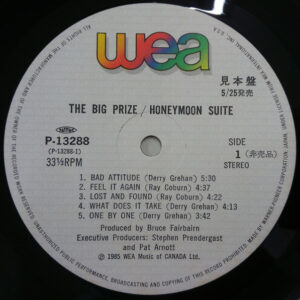 wea
見本盤
5/25発売
THE BIG PRIZE / HONEYMOON SUITE
P-13288
(P-13288-1)
33⅓RPM
SIDE
1 (非売品)
STEREO
1. BAD ATTITUDE (Derry Grehan) 5:30
2. FEEL IT AGAIN (Ray Coburn) 4:37
3. LOST AND FOUND (Ray Coburn) 4:22
4. WHAT DOES IT TAKE (Derry Grehan) 5:13
5. ONE BY ONE (Derry Grehan) 3:42
Produced by Bruce Fairbairn
Executive Producers: Stephen Prendergast
and Pat Arnott
℗ 1985 WEA Music of CANADA Ltd.